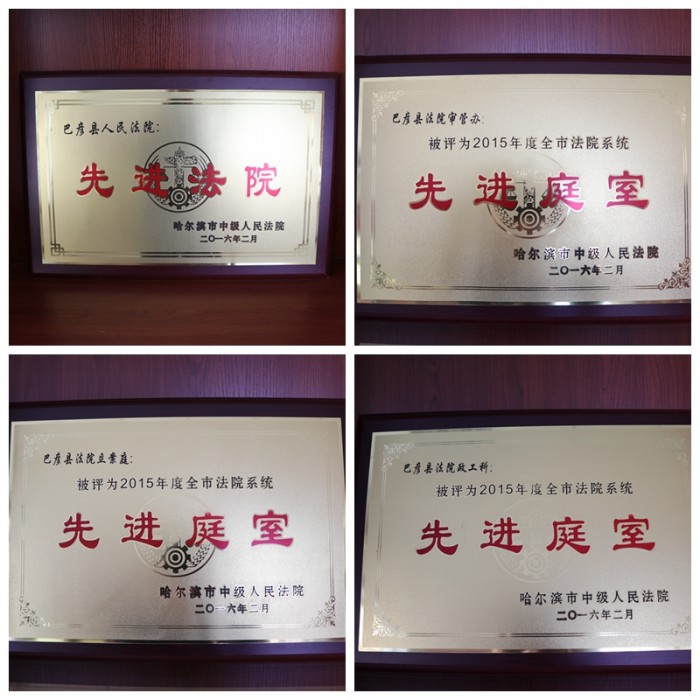 巴彦县人民法院:
先进法院
哈尔滨市中级人民法院
二〇一六年二月
巴彦县法院审管办:
被评为2015年度全市法院系统
先进庭室
哈尔滨市中级人民法院
二〇一六年二月
巴彦县法院立案庭:
被评为2015年度全市法院系统
先进庭室
哈尔滨市中级人民法院
二〇一六年二月
巴彦县法院政工科:
被评为2015年度全市法院系统
先进庭室
哈尔滨市中级人民法院
二〇一六年二月